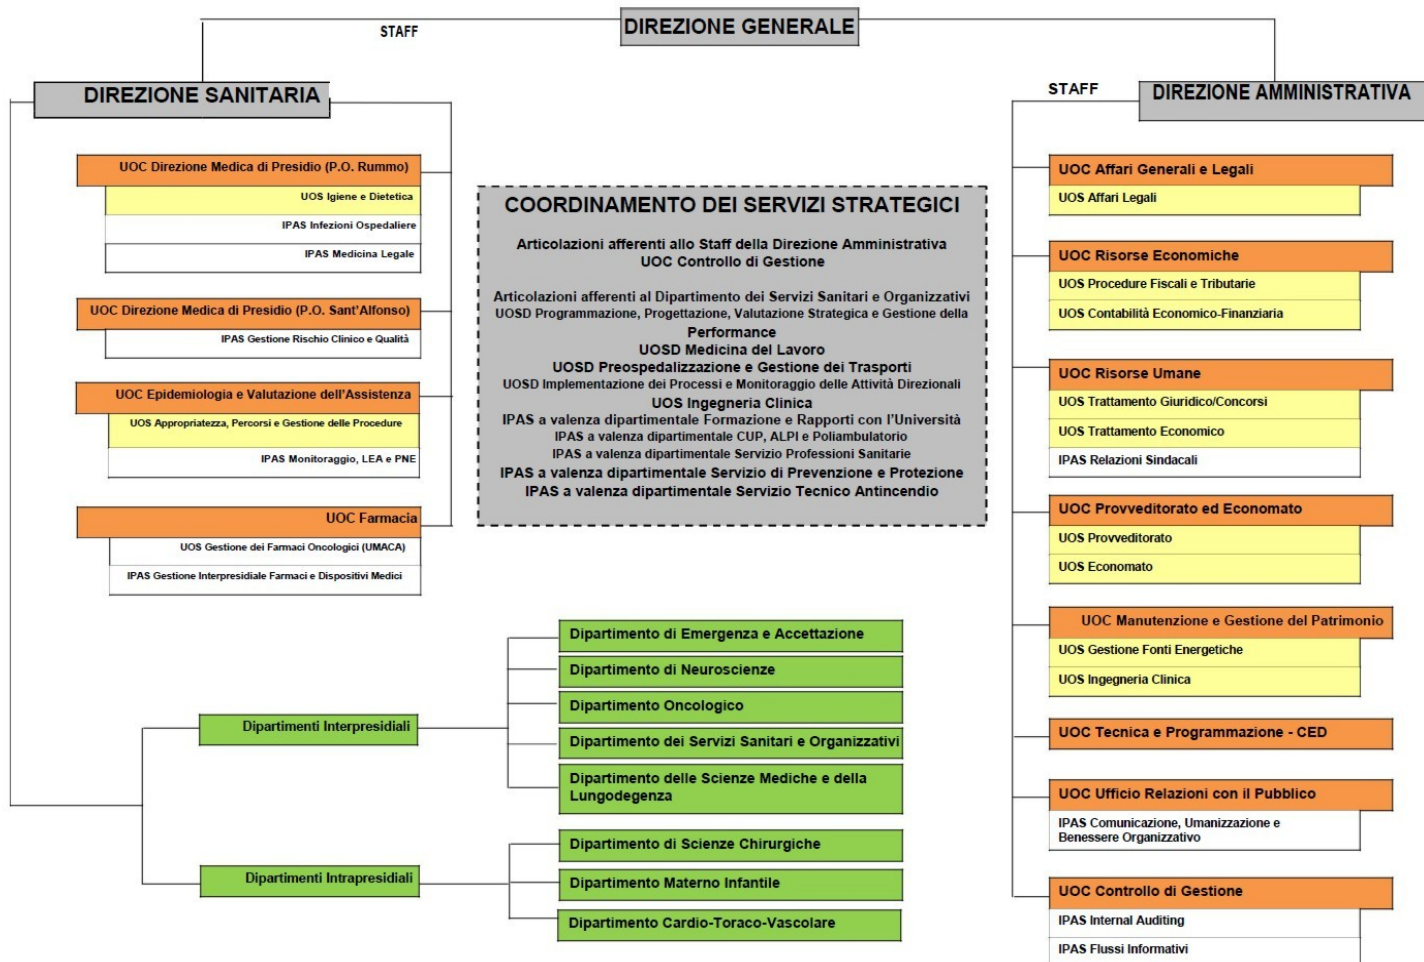 DIREZIONE GENERALE
STAFF
DIREZIONE SANITARIA
STAFF
DIREZIONE AMMINISTRATIVA
UOC Direzione Medica di Presidio (P.O. Rummo)
UOS Igiene e Dietetica
IPAS Infezioni Ospedaliere
IPAS Medicina Legale
UOC Direzione Medica di Presidio (P.O. Sant'Alfonso)
IPAS Gestione Rischio Clinico e Qualità
UOC Epidemiologia e Valutazione dell'Assistenza
UOS Appropriatezza, Percorsi e Gestione delle Procedure
IPAS Monitoraggio, LEA e PNE
UOC Farmacia
UOS Gestione dei Farmaci Oncologici (UMACA)
IPAS Gestione Interpresidiale Farmaci e Dispositivi Medici
COORDINAMENTO DEI SERVIZI STRATEGICI
Articolazioni afferenti allo Staff della Direzione Amministrativa
UOC Controllo di Gestione
Articolazioni afferenti al Dipartimento dei Servizi Sanitari e Organizzativi
UOSD Programmazione, Progettazione, Valutazione Strategica e Gestione della
Performance
UOSD Medicina del Lavoro
UOSD Preospedalizzazione e Gestione dei Trasporti
UOSD Implementazione dei Processi e Monitoraggio delle Attività Direzionali
UOS Ingegneria Clinica
IPAS a valenza dipartimentale Formazione e Rapporti con l'Università
IPAS a valenza dipartimentale CUP, ALPI e Poliambulatorio
IPAS a valenza dipartimentale Servizio Professioni Sanitarie
IPAS a valenza dipartimentale Servizio di Prevenzione e Protezione
IPAS a valenza dipartimentale Servizio Tecnico Antincendio
UOC Affari Generali e Legali
UOS Affari Legali
UOC Risorse Economiche
UOS Procedure Fiscali e Tributarie
UOS Contabilità Economico-Finanziaria
UOC Risorse Umane
UOS Trattamento Giuridico/Concorsi
UOS Trattamento Economico
IPAS Relazioni Sindacali
UOC Provveditorato ed Economato
UOS Provveditorato
UOS Economato
UOC Manutenzione e Gestione del Patrimonio
UOS Gestione Fonti Energetiche
UOS Ingegneria Clinica
UOC Tecnica e Programmazione - CED
UOC Ufficio Relazioni con il Pubblico
IPAS Comunicazione, Umanizzazione e
Benessere Organizzativo
UOC Controllo di Gestione
IPAS Internal Auditing
IPAS Flussi Informativi
Dipartimenti Interpresidiali
Dipartimento di Emergenza e Accettazione
Dipartimento di Neuroscienze
Dipartimento Oncologico
Dipartimento dei Servizi Sanitari e Organizzativi
Dipartimento delle Scienze Mediche e della
Lungodegenza
Dipartimenti Intrapresidiali
Dipartimento di Scienze Chirurgiche
Dipartimento Materno Infantile
Dipartimento Cardio-Toraco-Vascolare